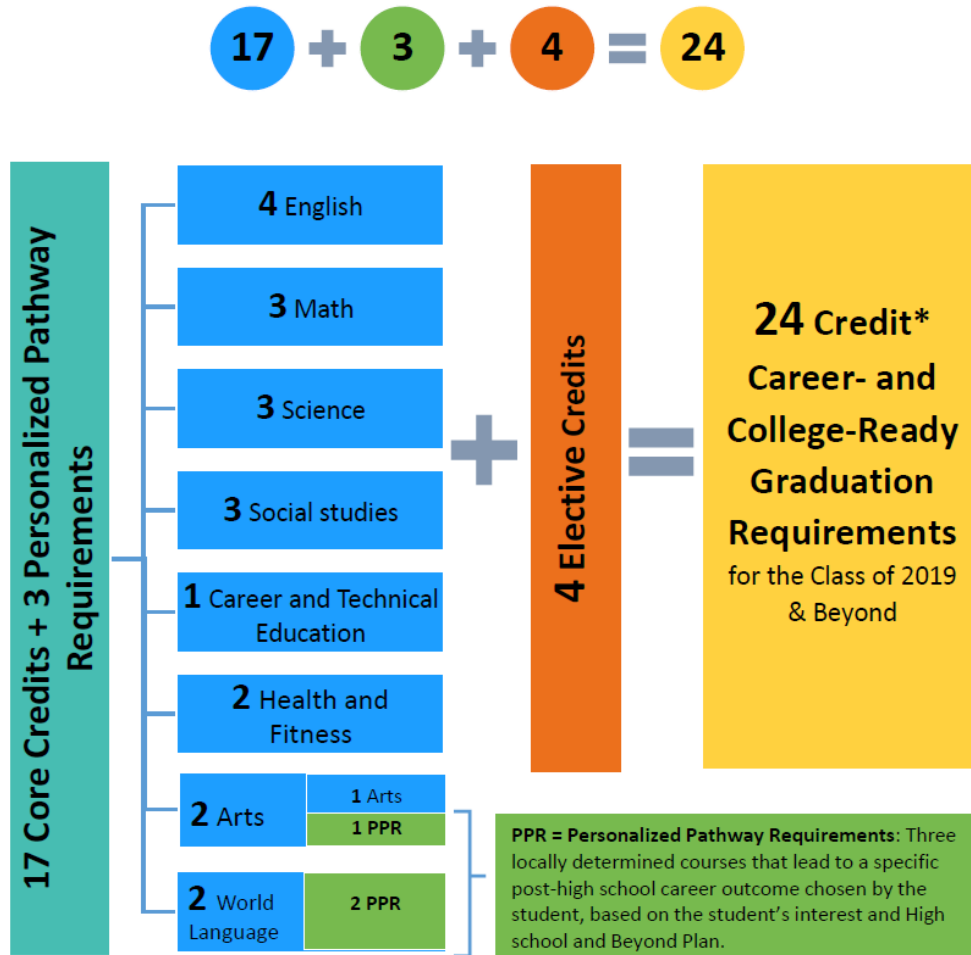 17 + 3 + 4 = 24
17 Core Credits + 3 Personalized Pathway
Requirements
4 English
3 Math
3 Science
3 Social studies
1 Career and Technical
Education
2 Health and
Fitness
2 Arts
1 Arts
1 PPR
2 World
Language
2 PPR
+
4 Elective Credits
=
24 Credit*
Career- and
College-Ready
Graduation
Requirements
for the Class of 2019
& Beyond
PPR = Personalized Pathway Requirements: Three
locally determined courses that lead to a specific
post-high school career outcome chosen by the
student, based on the student’s interest and High
school and Beyond Plan.